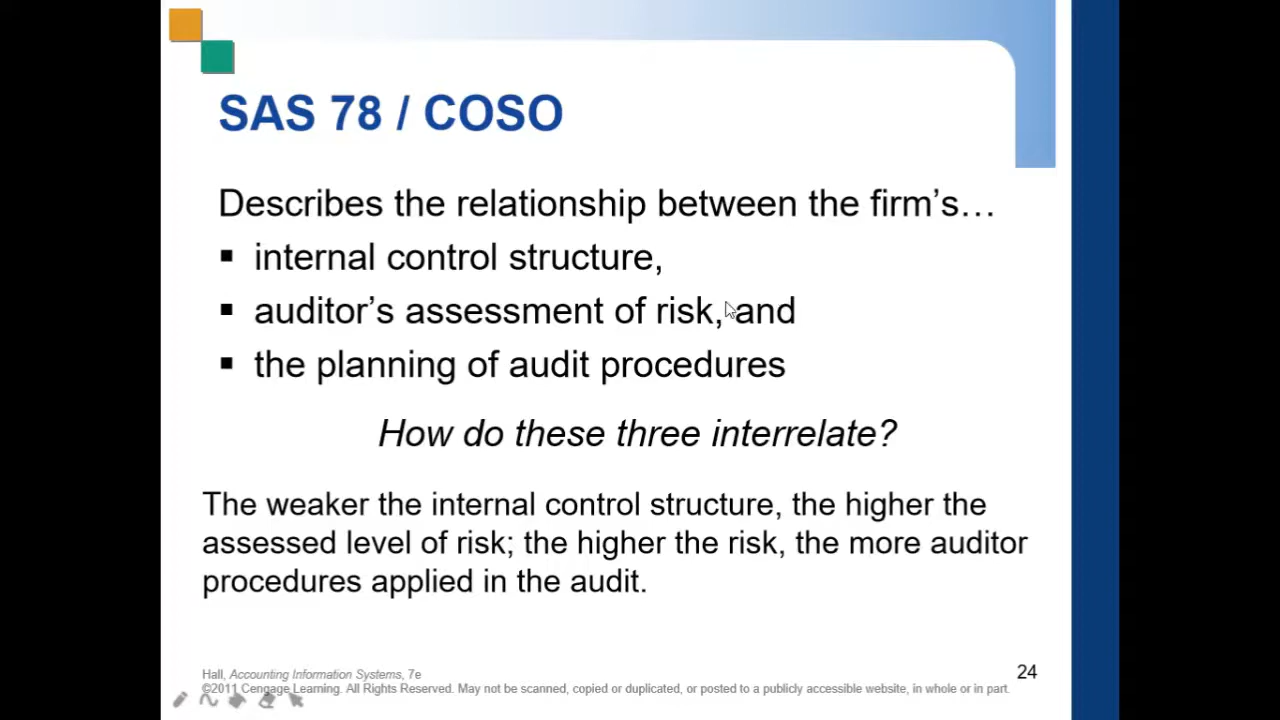 SAS 78 / COSO
Describes the relationship between the firm's…
▪ internal control structure,
▪ auditor's assessment of risk, and
▪ the planning of audit procedures
How do these three interrelate?
The weaker the internal control structure, the higher the
assessed level of risk; the higher the risk, the more auditor
procedures applied in the audit.
Hall, Accounting Information Systems, 7e
©2011 Cengage Learning. All Rights Reserved. May not be scanned, copied or duplicated, or posted to a publicly accessible website, in whole or in part.
24